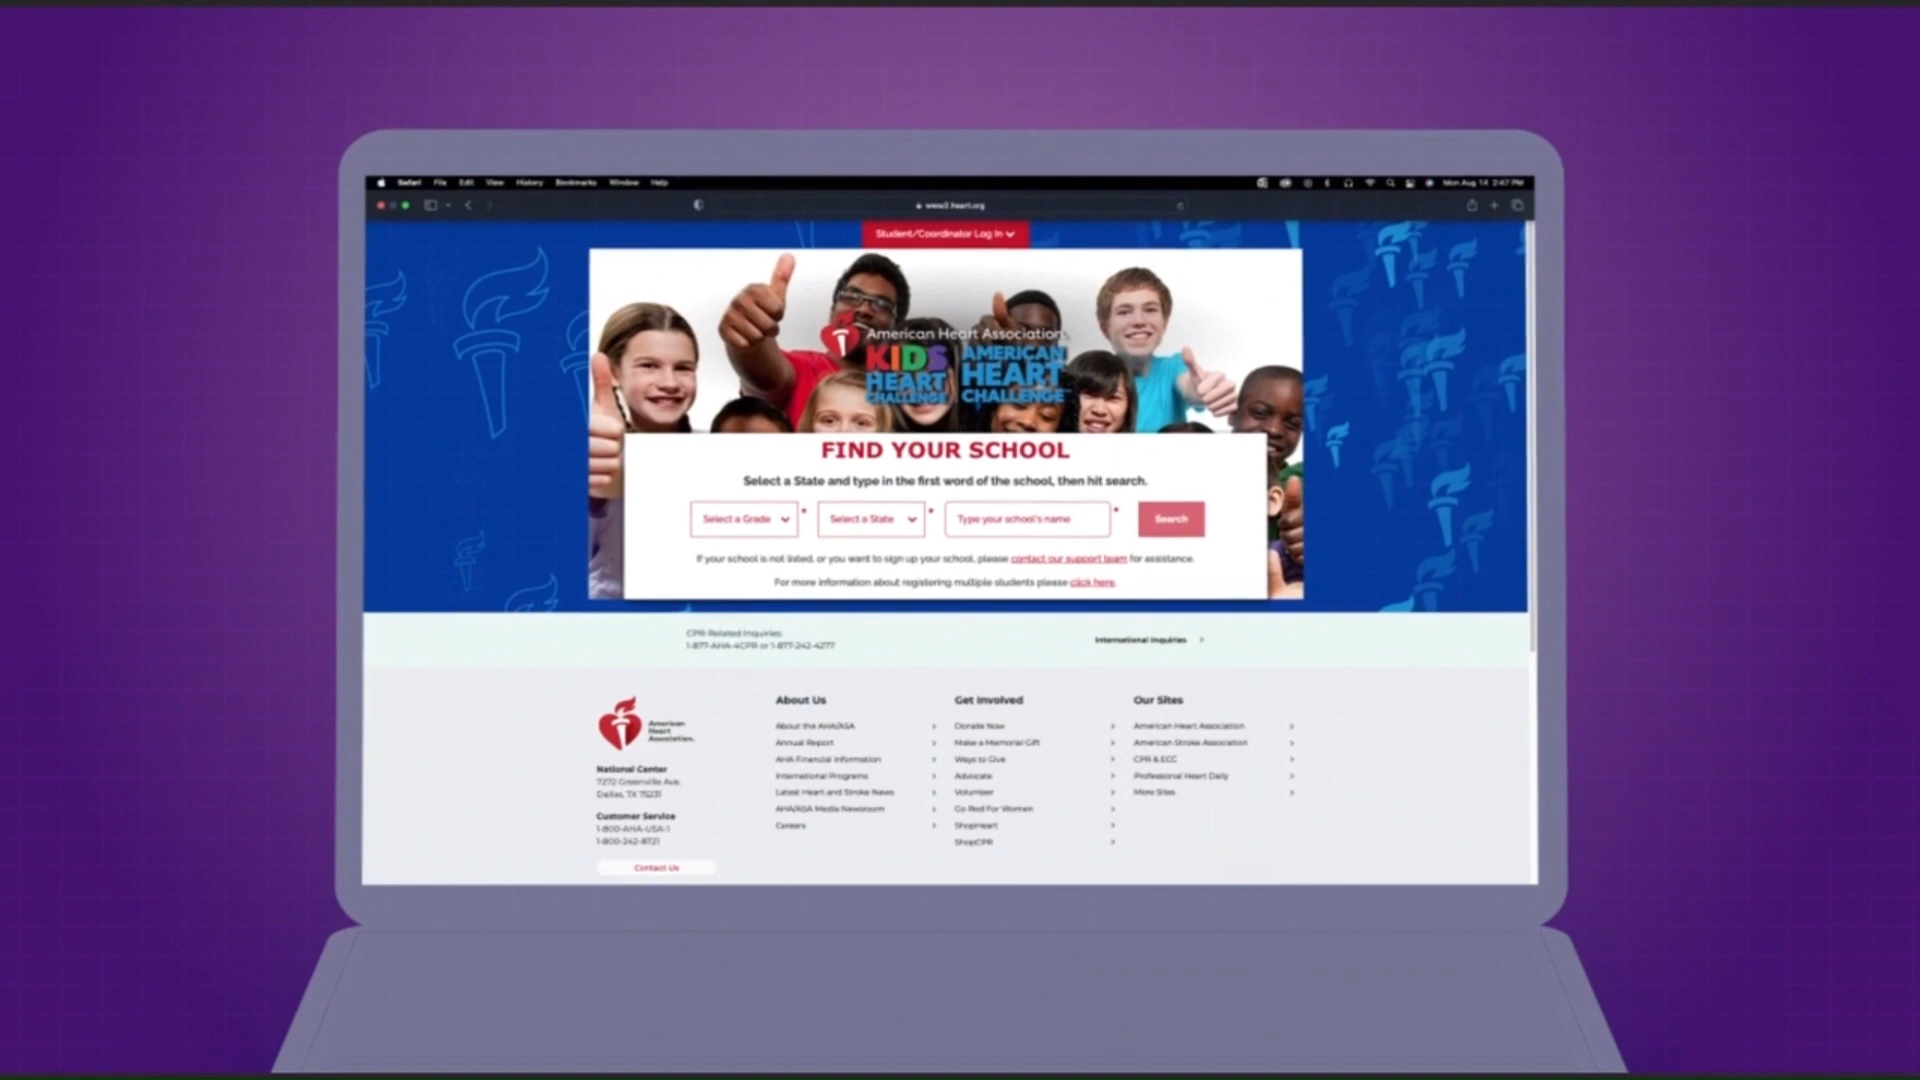 Safari File Edit View History Bookmarks Window Help
Mon Aug 14 2:47 PM
www2.heart.org
Student/Coordinator Log In
American Heart Association
KIDS HEART CHALLENGE
AMERICAN HEART CHALLENGE
FIND YOUR SCHOOL
Select a State and type in the first word of the school, then hit search.
Select a Grade * Select a State * Type your school's name * Search
If your school is not listed, or you want to sign up your school, please contact our support team for assistance.
For more information about registering multiple students please click here.
CPR-Related Inquiries:
1-877-AHA-4CPR or 1-877-242-4277
International Inquiries
American
Heart
Association.
National Center
7272 Greenville Ave.
Dallas, TX 75231
Customer Service
1-800-AHA-USA-1
1-800-242-8721
Contact Us
About Us
About the AHA/ASA
Annual Report
AHA Financial Information
International Programs
Latest Heart and Stroke News
AHA/ASA Media Newsroom
Careers
Get Involved
Donate Now
Make a Memorial Gift
Ways to Give
Advocate
Volunteer
Go Red For Women
ShopHeart
ShopCPR
Our Sites
American Heart Association
American Stroke Association
CPR & ECC
Professional Heart Daily
More Sites